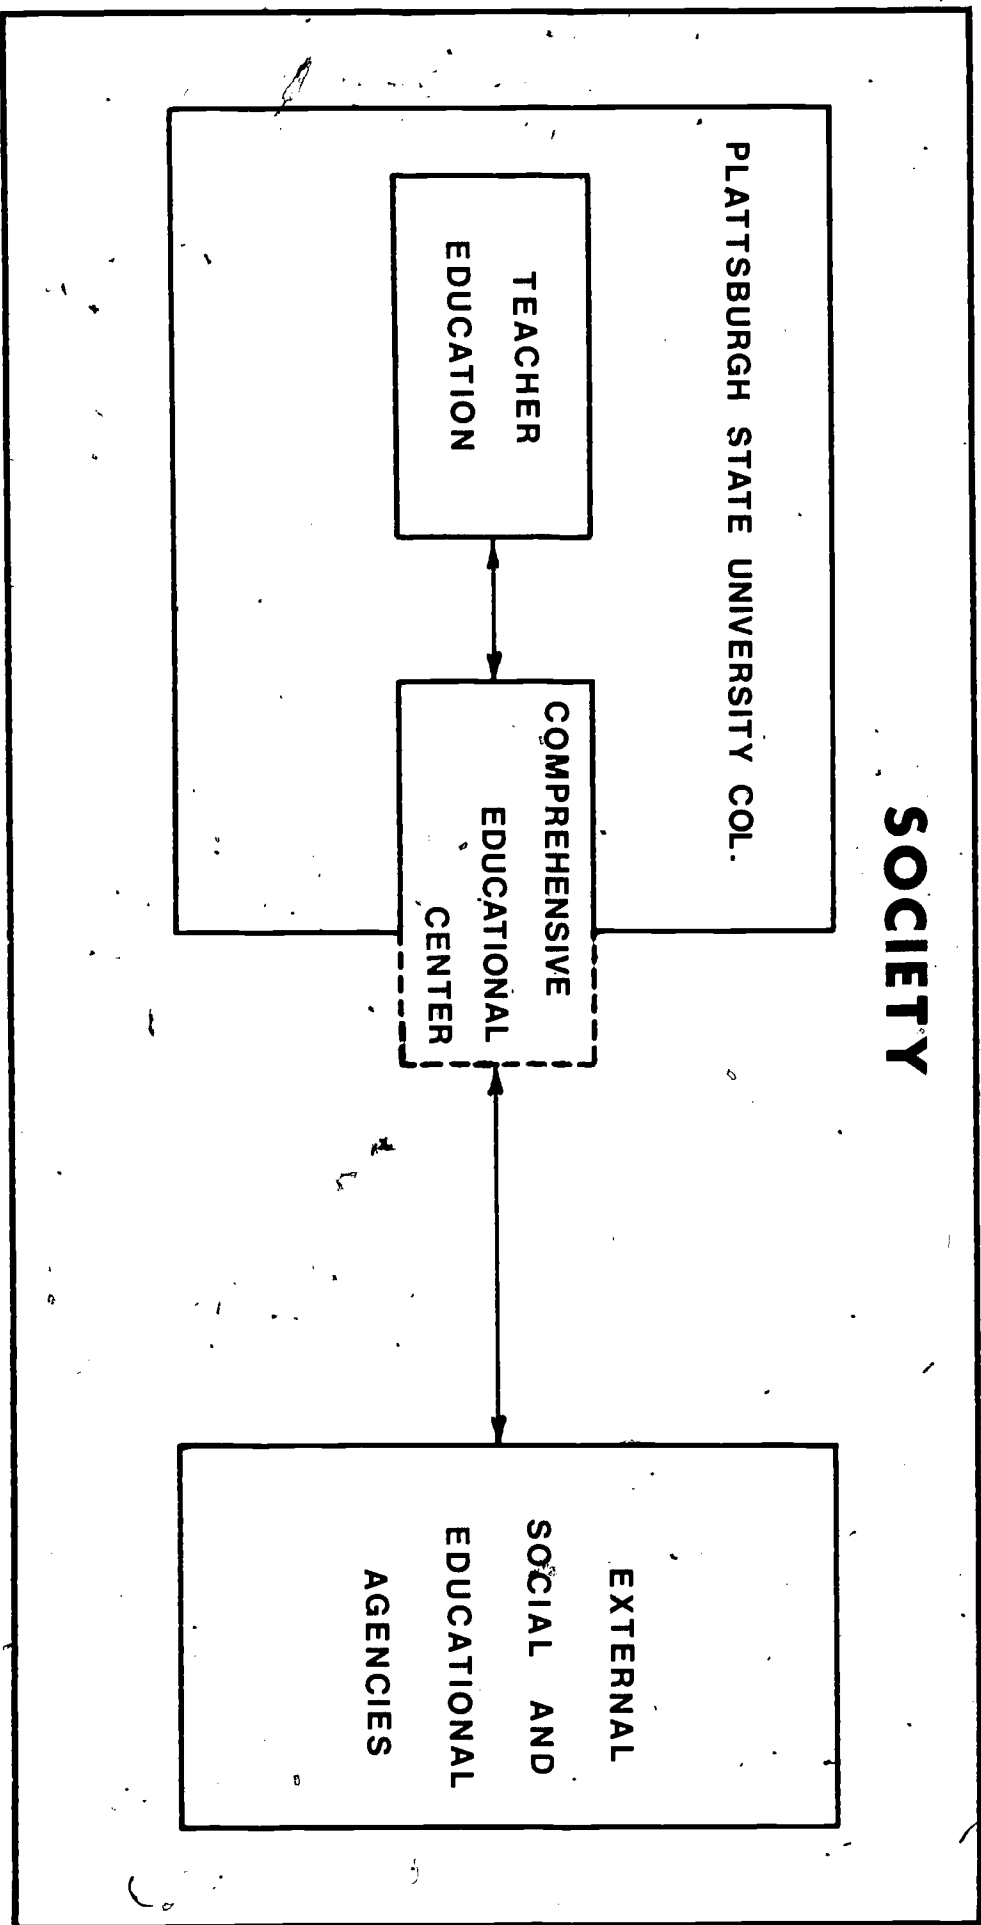 SOCIETY
PLATTSBURGH STATE UNIVERSITY COL.
TEACHER
EDUCATION
COMPREHENSIVE
EDUCATIONAL
CENTER
EXTERNAL
SOCIAL AND
EDUCATIONAL
AGENCIES